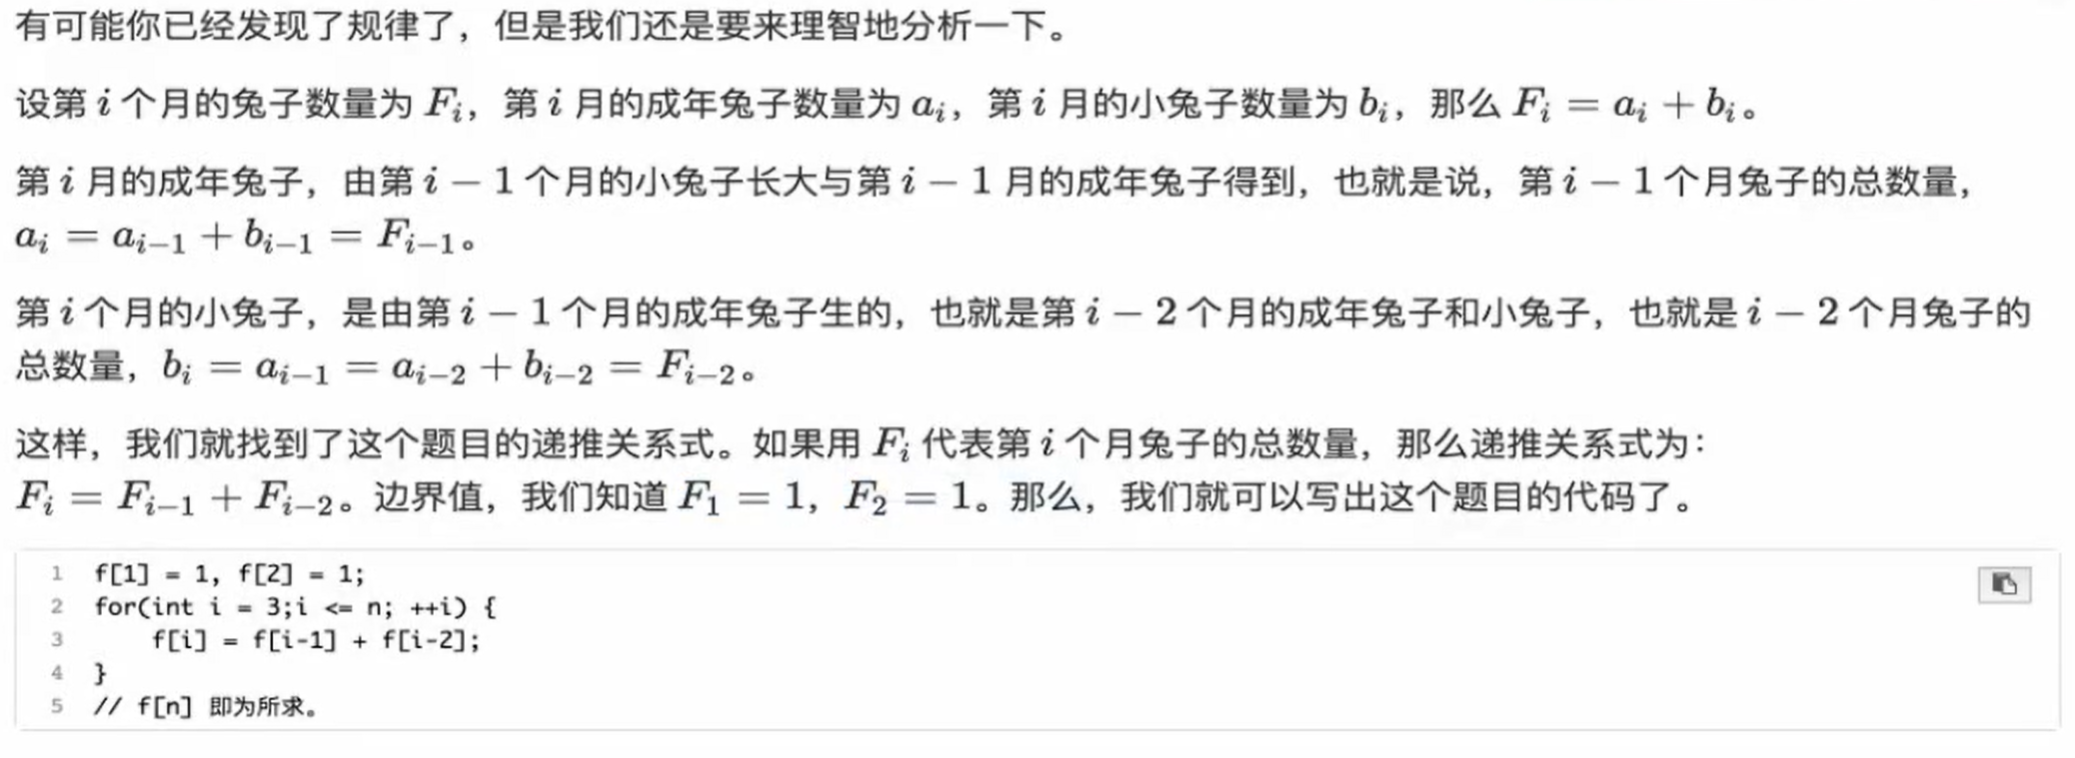 有可能你已经发现了规律了，但是我们还是要来理智地分析一下。
设第 i 个月的兔子数量为 F_i，第 i 月的成年兔子数量为 a_i，第 i 月的小兔子数量为 b_i，那么 F_i = a_i + b_i。
第 i 月的成年兔子，由第 i − 1 个月的小兔子长大与第 i − 1 月的成年兔子得到，也就是说，第 i − 1 个月兔子的总数量，
a_i = a_{i−1} + b_{i−1} = F_{i−1}。
第 i 个月的小兔子，是由第 i − 1 个月的成年兔子生的，也就是第 i − 2 个月的成年兔子和小兔子，也就是 i − 2 个月兔子的
总数量，b_i = a_{i−1} = a_{i−2} + b_{i−2} = F_{i−2}。
这样，我们就找到了这个题目的递推关系式。如果用 F_i 代表第 i 个月兔子的总数量，那么递推关系式为：
F_i = F_{i−1} + F_{i−2}。边界值，我们知道 F_1 = 1，F_2 = 1。那么，我们就可以写出这个题目的代码了。
1 f[1] = 1, f[2] = 1;
2 for(int i = 3;i <= n; ++i) {
3     f[i] = f[i-1] + f[i-2];
4 }
5 // f[n] 即为所求。